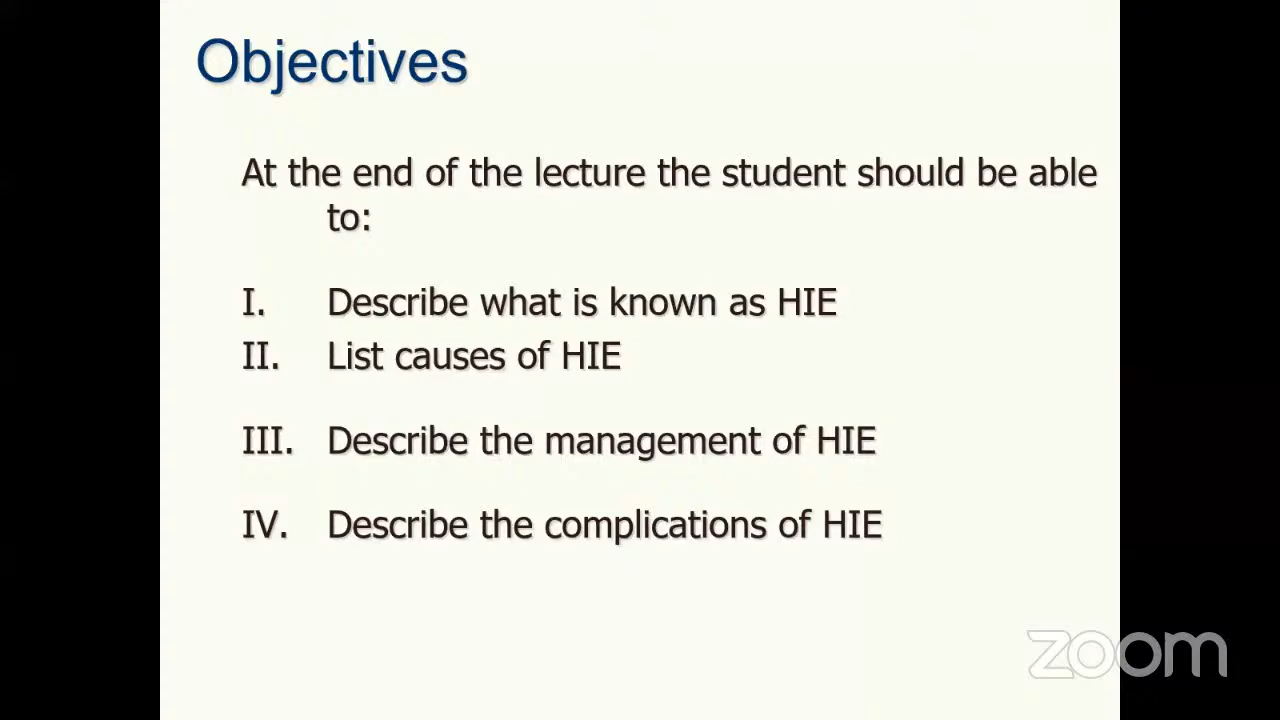 Objectives
At the end of the lecture the student should be able
to:
I. Describe what is known as HIE
II. List causes of HIE
III. Describe the management of HIE
IV. Describe the complications of HIE
zoom